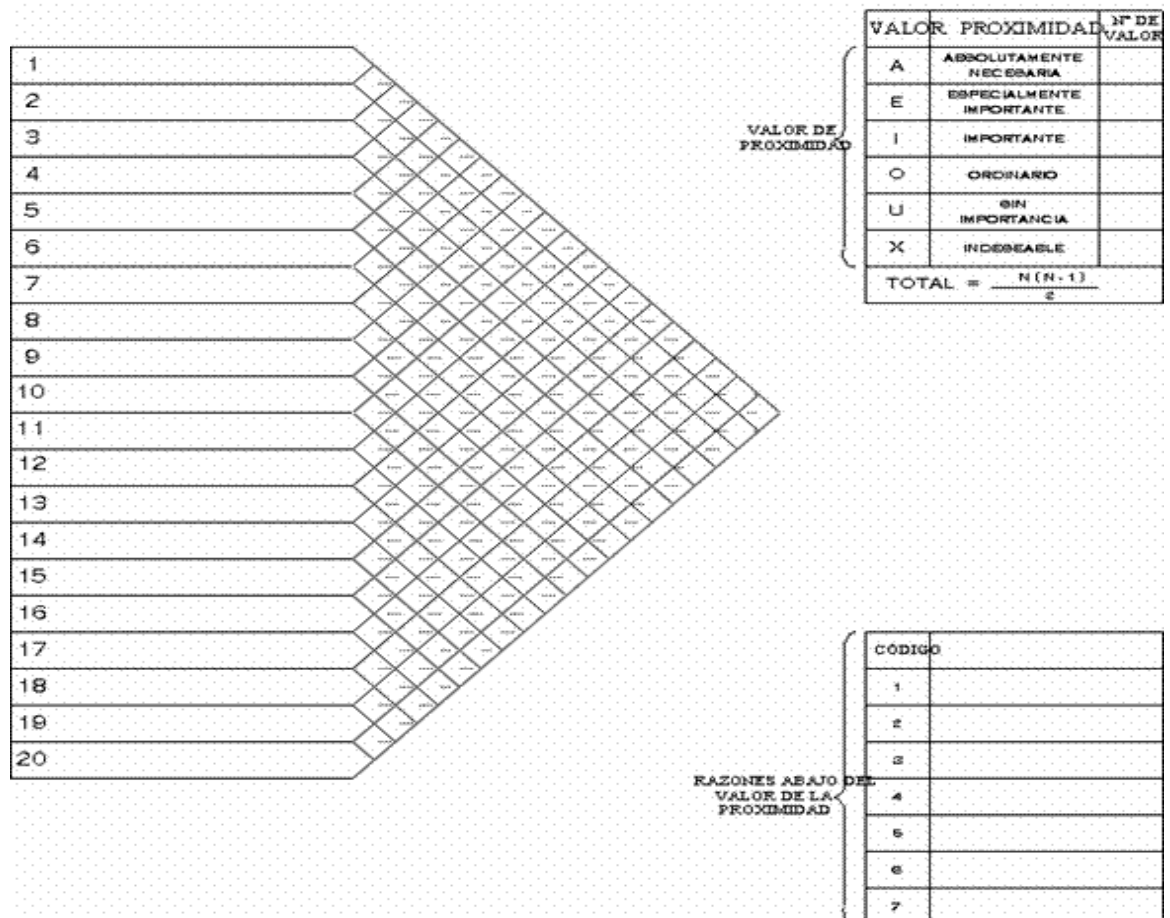 1
2
3
4
5
6
7
8
9
10
11
12
13
14
15
16
17
18
19
20
VALOR PROXIMIDAD Nº DE VALOR
VALOR DE
PROXIMIDAD
A ABSOLUTAMENTE
NECESARIA
E ESPECIALMENTE
IMPORTANTE
I IMPORTANTE
O ORDINARIO
U SIN
IMPORTANCIA
X INDESEABLE
TOTAL = N(N-1)
2
RAZONES ABAJO DEL
VALOR DE LA
PROXIMIDAD
CÓDIGO
1
2
3
4
5
6
7